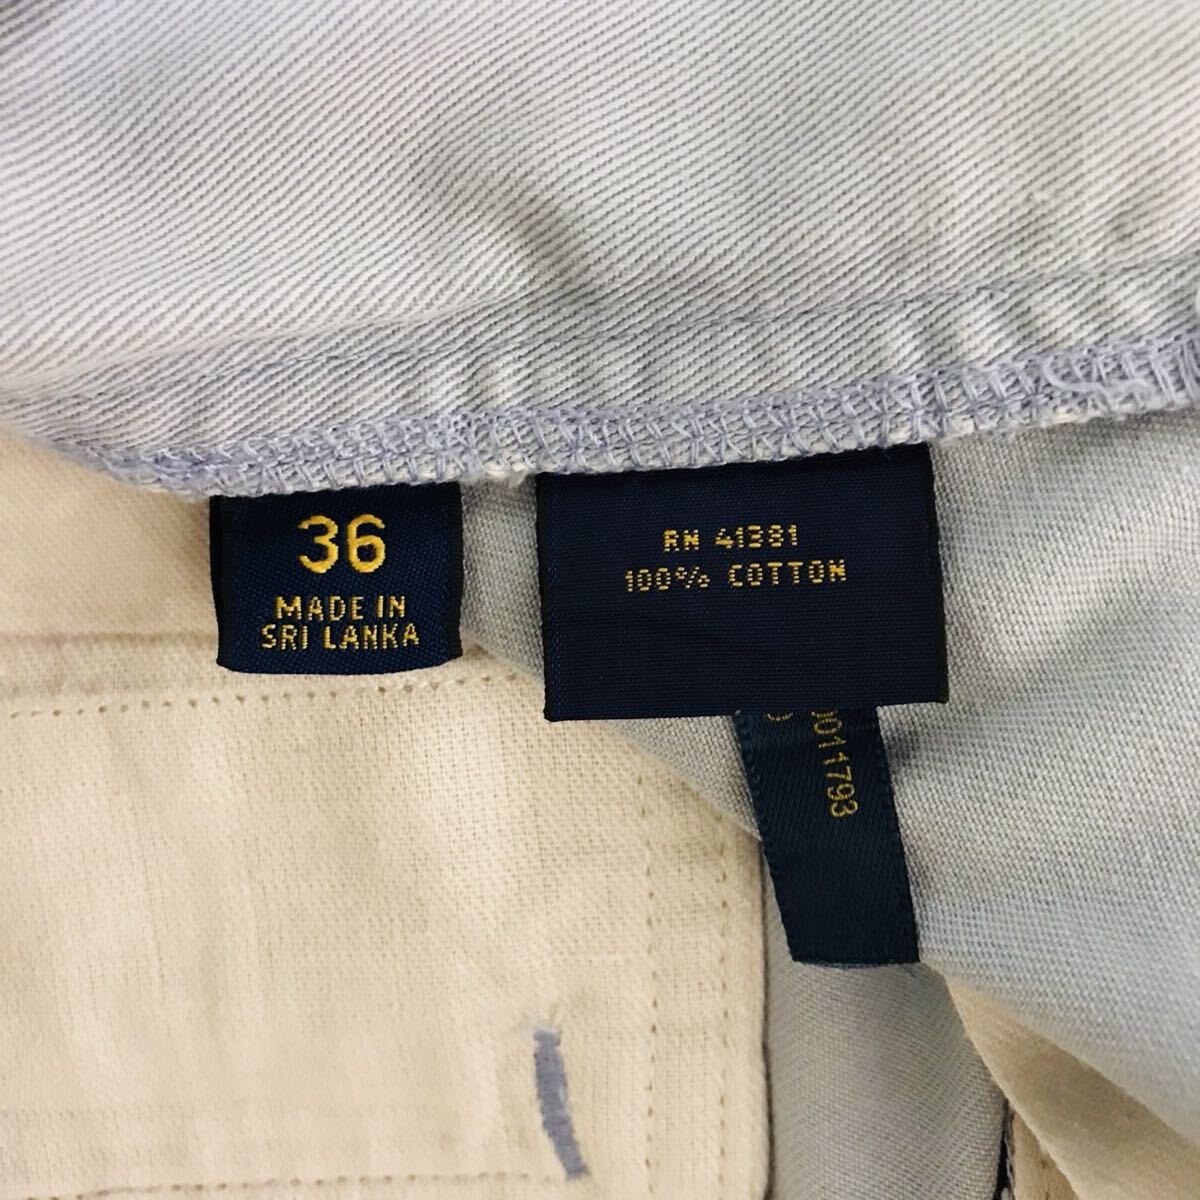 36
MADE IN
SRI LANKA
RN 41381
100% COTTON